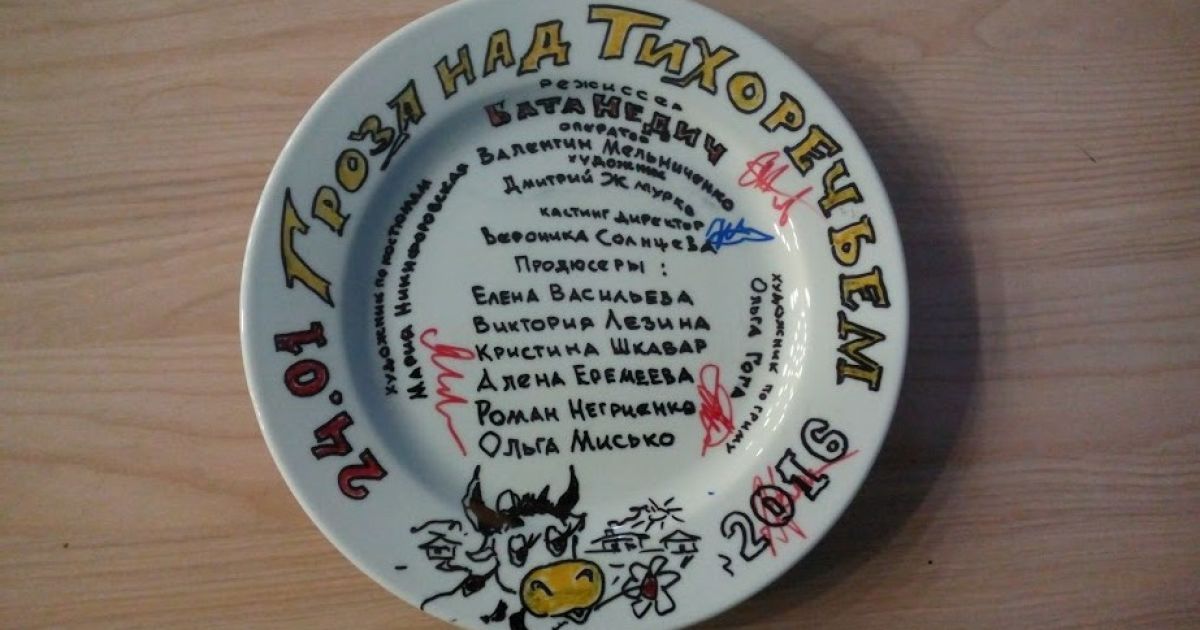 Гроза над Тихоречьем
24.01
2016
режиссер
Бата Недич
оператор
Валентин Мельниченко
художник
Дмитрий Жмурко
кастинг директор
Вероника Солнцева
Продюсеры:
Елена Васильева
Виктория Лезина
Кристина Шкавар
Алена Еремеева
Роман Негриенко
Ольга Мисько
художник по костюмам
Мария Никифоровская
художник по гриму
Ольга Гота